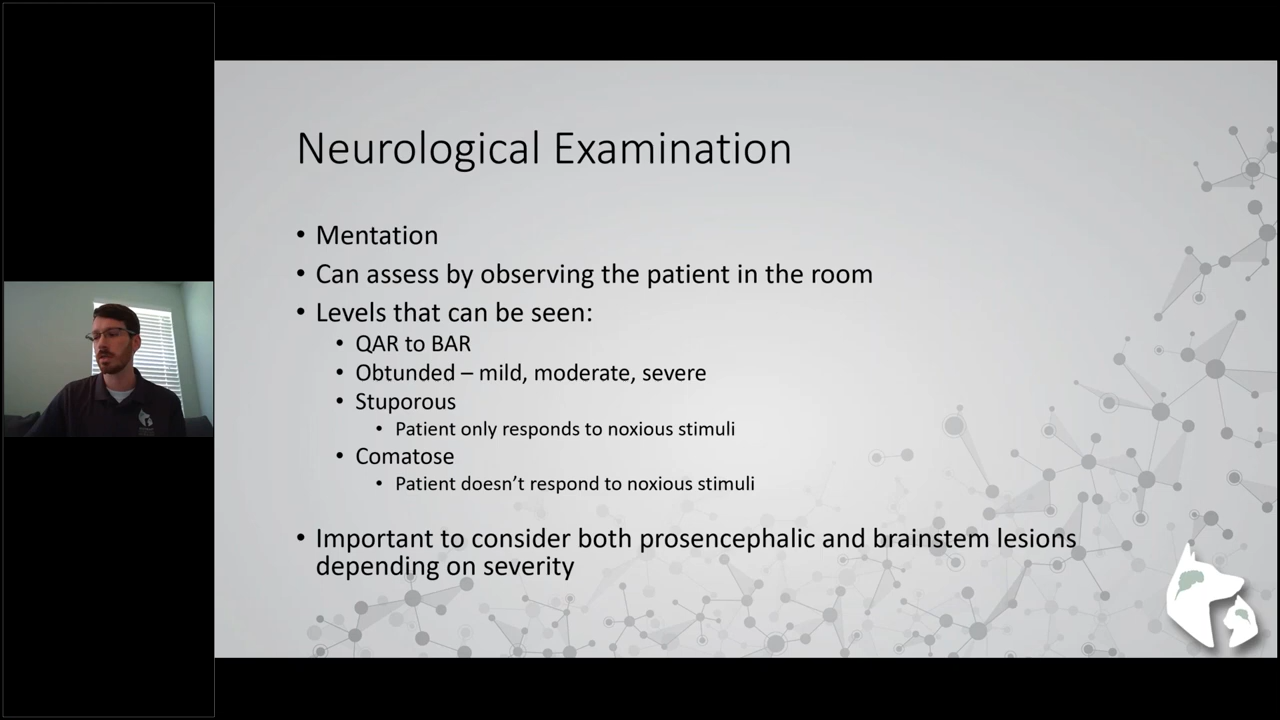 Neurological Examination
• Mentation
• Can assess by observing the patient in the room
• Levels that can be seen:
• QAR to BAR
• Obtunded – mild, moderate, severe
• Stuporous
• Patient only responds to noxious stimuli
• Comatose
• Patient doesn’t respond to noxious stimuli
• Important to consider both prosencephalic and brainstem lesions
depending on severity